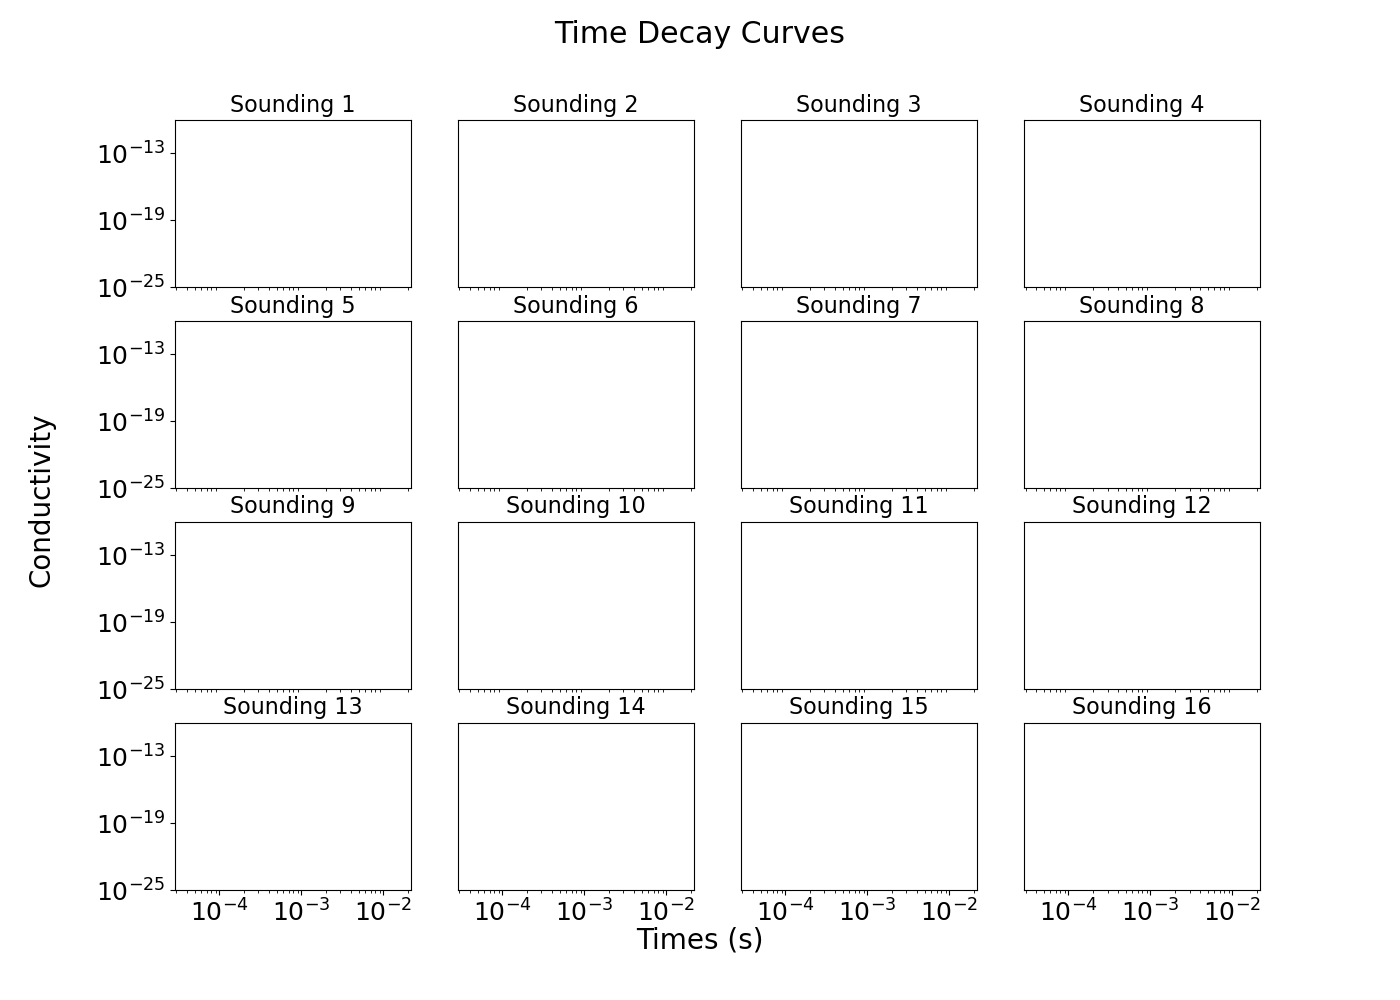 Time Decay Curves
Sounding 1 Sounding 2 Sounding 3 Sounding 4
10⁻¹³
10⁻¹⁹
10⁻²⁵
Sounding 5 Sounding 6 Sounding 7 Sounding 8
10⁻¹³
10⁻¹⁹
10⁻²⁵
Conductivity
Sounding 9 Sounding 10 Sounding 11 Sounding 12
10⁻¹³
10⁻¹⁹
10⁻²⁵
Sounding 13 Sounding 14 Sounding 15 Sounding 16
10⁻¹³
10⁻¹⁹
10⁻²⁵
10⁻⁴ 10⁻³ 10⁻² 10⁻⁴ 10⁻³ 10⁻² 10⁻⁴ 10⁻³ 10⁻² 10⁻⁴ 10⁻³ 10⁻²
Times (s)